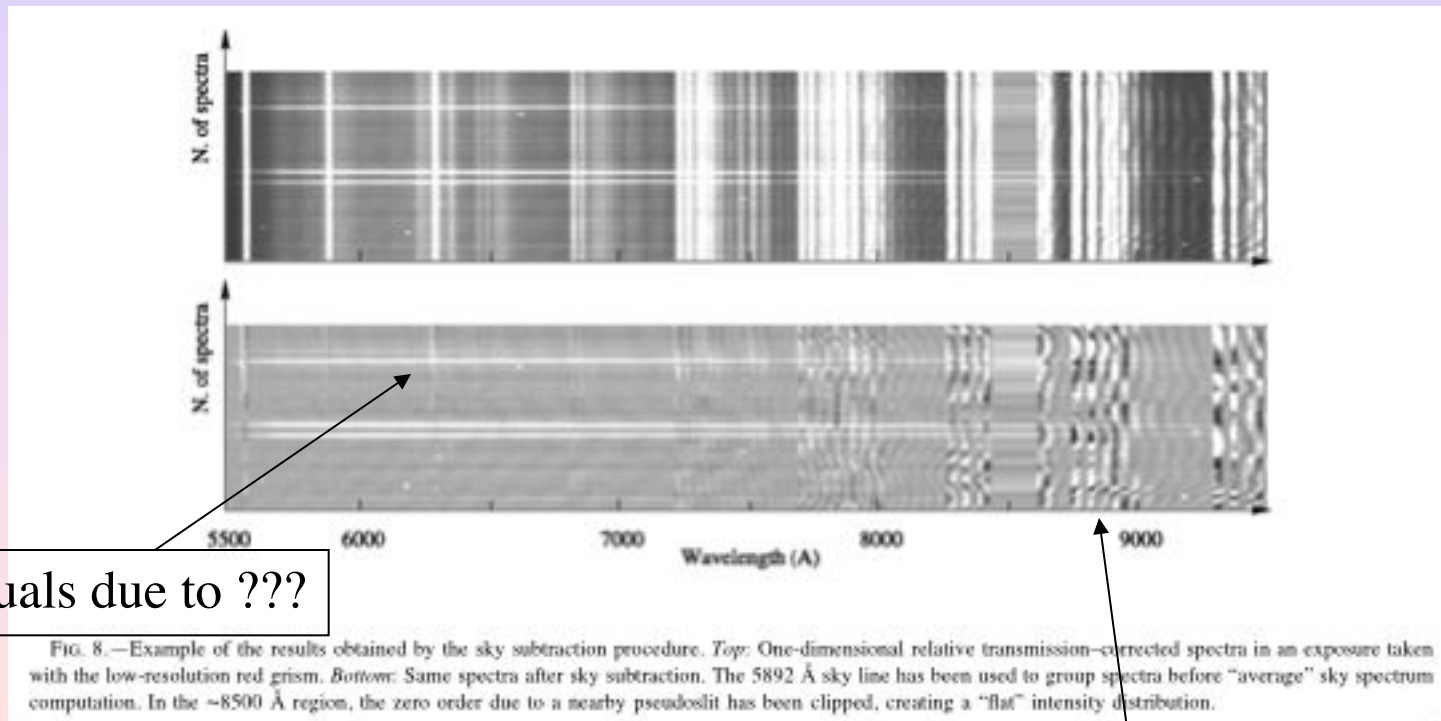 N. of spectra
N. of spectra
5500 6000 7000 8000 9000
Wavelength (A)
uals due to ???
FIG. 8.—Example of the results obtained by the sky subtraction procedure. Top: One-dimensional relative transmission–corrected spectra in an exposure taken
with the low-resolution red grism. Bottom: Same spectra after sky subtraction. The 5892 Å sky line has been used to group spectra before “average” sky spectrum
computation. In the ~8500 Å region, the zero order due to a nearby pseudoslit has been clipped, creating a “flat” intensity distribution.